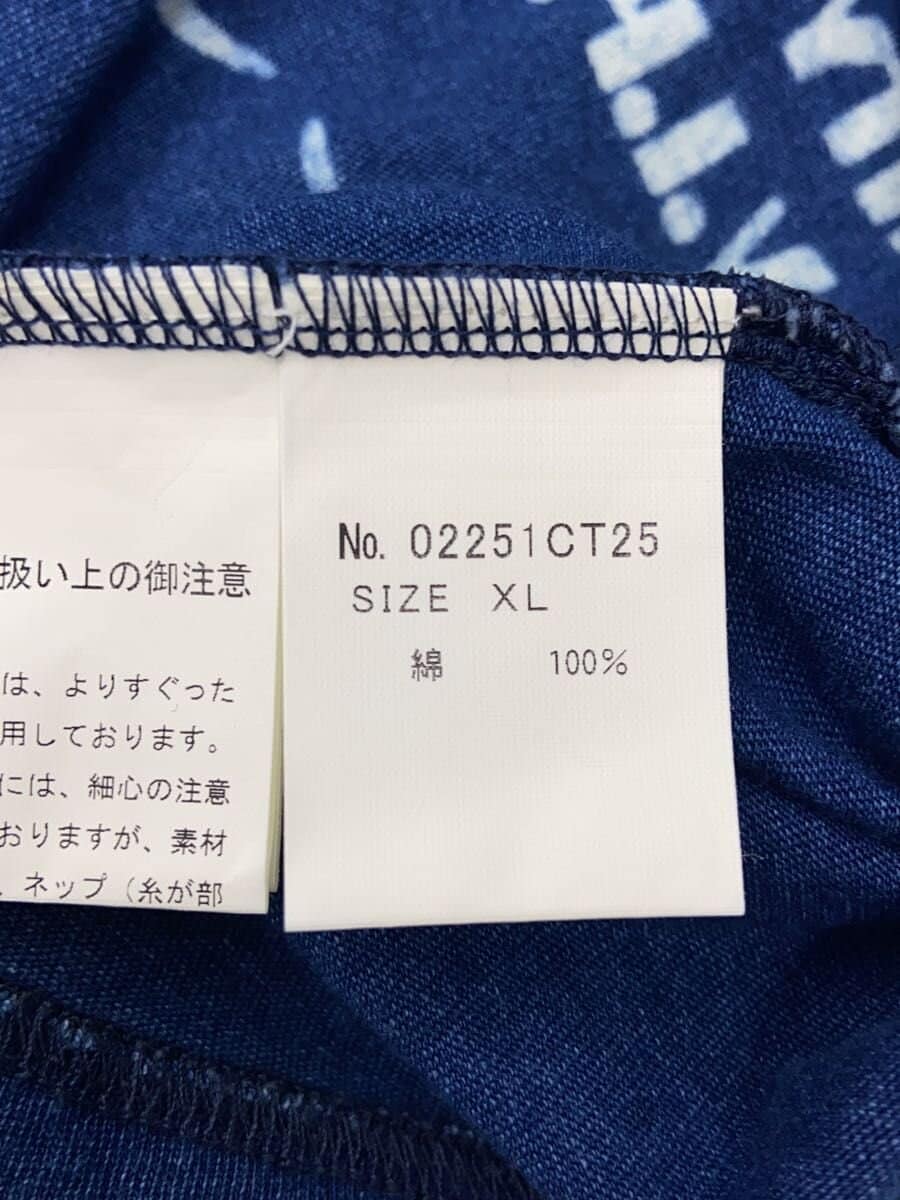 扱い上の御注意
は、よりすぐった
用しております。
には、細心の注意
おりますが、素材
、ネップ（糸が部
No. 02251CT25
SIZE XL
綿 100%